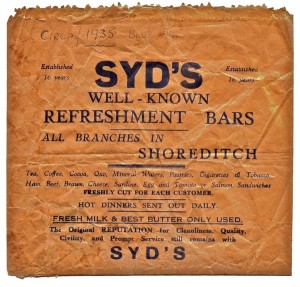 Circa 1935
Established
16 years
Established
16 years
SYD'S
WELL-KNOWN
REFRESHMENT BARS
ALL BRANCHES IN
SHOREDITCH
Tea, Coffee, Cocoa, Oxo, Mineral Waters, Pastries, Cigarettes & Tobacco
Ham, Beef, Brawn, Cheese, Sardine, Egg and Tomato or Salmon Sandwiches
FRESHLY CUT FOR EACH CUSTOMER.
HOT DINNERS SENT OUT DAILY.
FRESH MILK & BEST BUTTER ONLY USED.
The Original REPUTATION for Cleanliness, Quality,
Civility, and Prompt Service still remains with
SYD'S